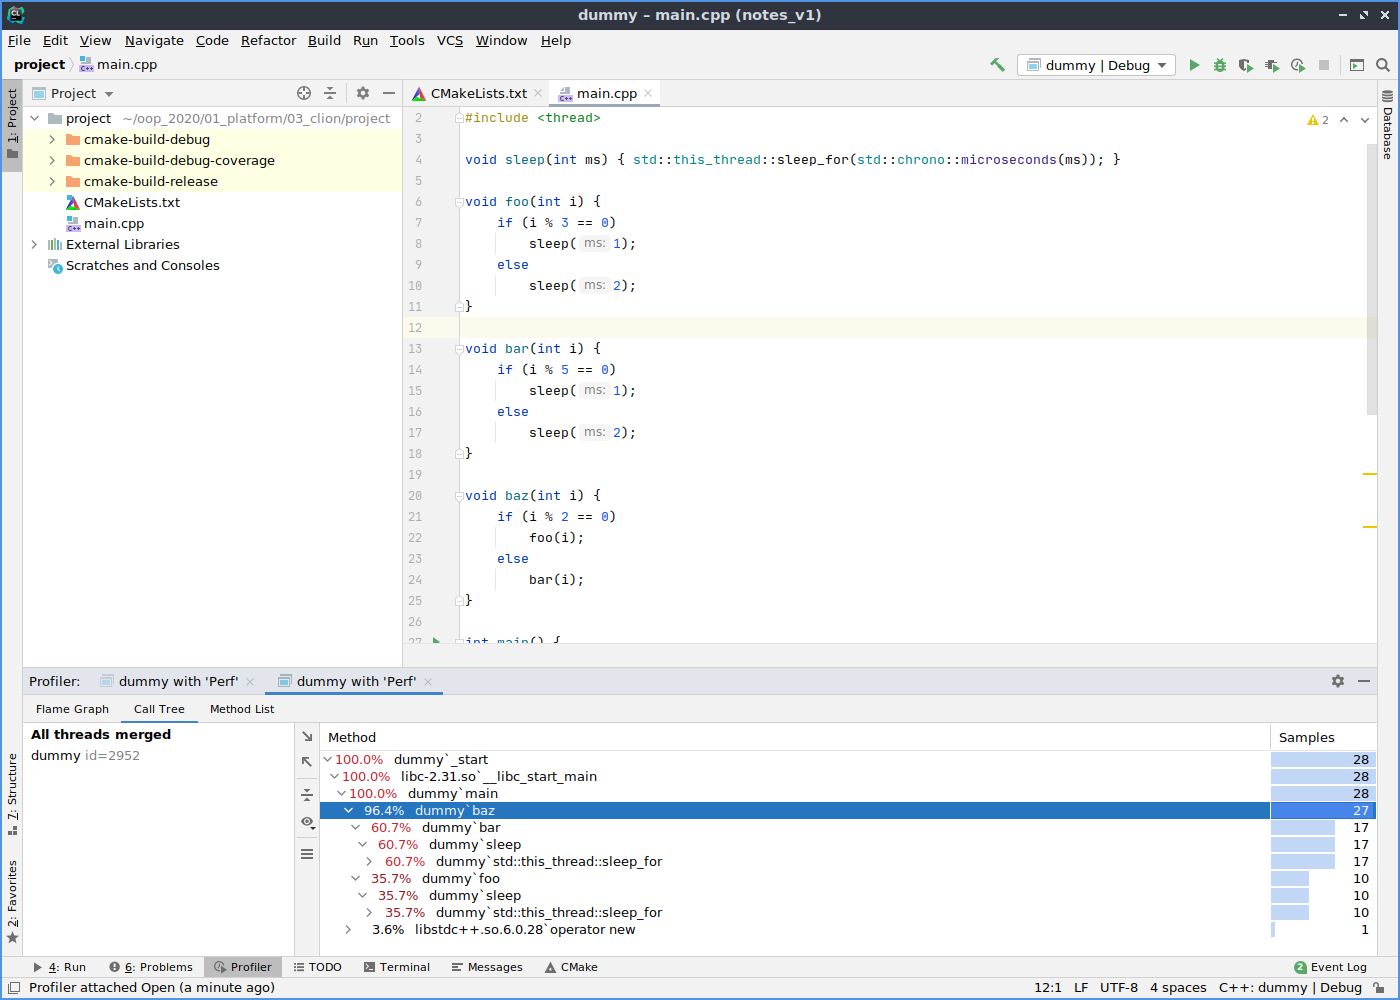 dummy – main.cpp (notes_v1)
File Edit View Navigate Code Refactor Build Run Tools VCS Window Help
project main.cpp dummy | Debug
1: Project
Project
CMakeLists.txt main.cpp
project ~/oop_2020/01_platform/03_clion/project
cmake-build-debug
cmake-build-debug-coverage
cmake-build-release
CMakeLists.txt
main.cpp
External Libraries
Scratches and Consoles
2 #include <thread>
2
3
4 void sleep(int ms) { std::this_thread::sleep_for(std::chrono::microseconds(ms)); }
5
6 void foo(int i) {
7 if (i % 3 == 0)
8 sleep( ms: 1);
9 else
10 sleep( ms: 2);
11 }
12
13 void bar(int i) {
14 if (i % 5 == 0)
15 sleep( ms: 1);
16 else
17 sleep( ms: 2);
18 }
19
20 void baz(int i) {
21 if (i % 2 == 0)
22 foo(i);
23 else
24 bar(i);
25 }
26
27 int main() {
Database
Profiler: dummy with 'Perf' dummy with 'Perf'
Flame Graph Call Tree Method List
All threads merged
dummy id=2952
Method Samples
100.0% dummy`_start 28
100.0% libc-2.31.so`__libc_start_main 28
100.0% dummy`main 28
96.4% dummy`baz 27
60.7% dummy`bar 17
60.7% dummy`sleep 17
60.7% dummy`std::this_thread::sleep_for 17
35.7% dummy`foo 10
35.7% dummy`sleep 10
35.7% dummy`std::this_thread::sleep_for 10
3.6% libstdc++.so.6.0.28`operator new 1
7: Structure
2: Favorites
4: Run 6: Problems Profiler TODO Terminal Messages CMake 2 Event Log
Profiler attached Open (a minute ago) 12:1 LF UTF-8 4 spaces C++: dummy | Debug